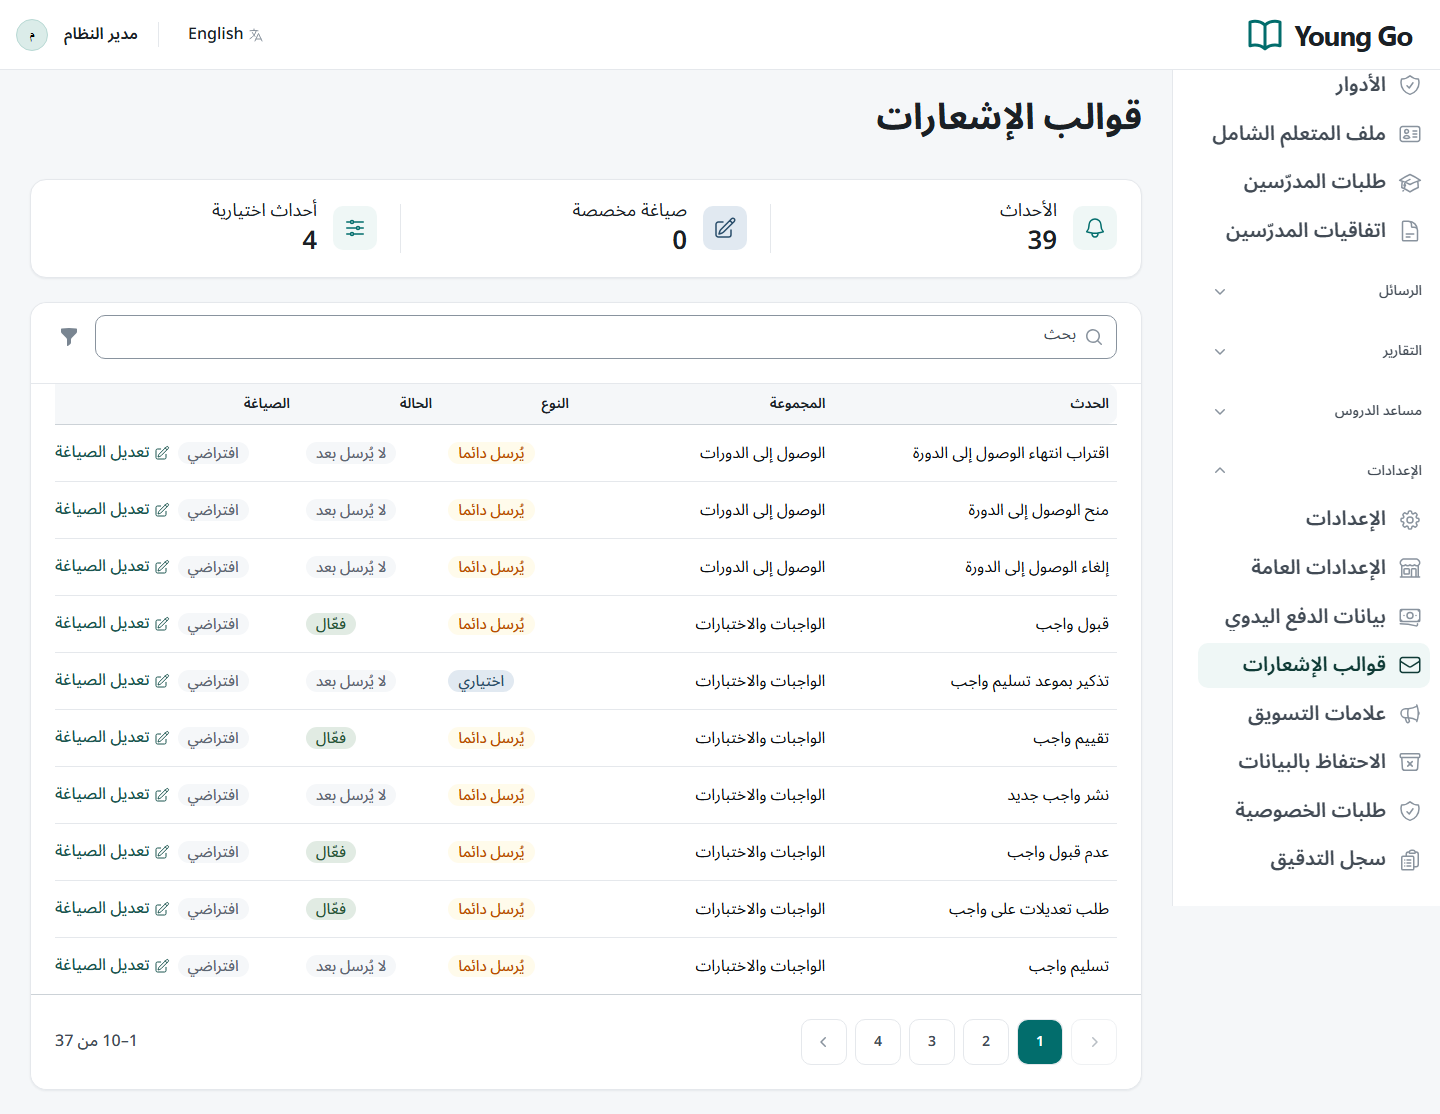 Young Go
English
مدير النظام
م
الأدوار
ملف المتعلم الشامل
طلبات المدرّسين
اتفاقيات المدرّسين
الرسائل
التقارير
مساعد الدروس
الإعدادات
الإعدادات
الإعدادات العامة
بيانات الدفع اليدوي
قوالب الإشعارات
علامات التسويق
الاحتفاظ بالبيانات
طلبات الخصوصية
سجل التدقيق
قوالب الإشعارات
الأحداث
39
صياغة مخصصة
0
أحداث اختيارية
4
بحث
الحدث المجموعة النوع الحالة الصياغة
اقتراب انتهاء الوصول إلى الدورة الوصول إلى الدورات يُرسل دائما لا يُرسل بعد افتراضي تعديل الصياغة
منح الوصول إلى الدورة الوصول إلى الدورات يُرسل دائما لا يُرسل بعد افتراضي تعديل الصياغة
إلغاء الوصول إلى الدورة الوصول إلى الدورات يُرسل دائما لا يُرسل بعد افتراضي تعديل الصياغة
قبول واجب الواجبات والاختبارات يُرسل دائما فعّال افتراضي تعديل الصياغة
تذكير بموعد تسليم واجب الواجبات والاختبارات اختياري لا يُرسل بعد افتراضي تعديل الصياغة
تقييم واجب الواجبات والاختبارات يُرسل دائما فعّال افتراضي تعديل الصياغة
نشر واجب جديد الواجبات والاختبارات يُرسل دائما لا يُرسل بعد افتراضي تعديل الصياغة
عدم قبول واجب الواجبات والاختبارات يُرسل دائما فعّال افتراضي تعديل الصياغة
طلب تعديلات على واجب الواجبات والاختبارات يُرسل دائما فعّال افتراضي تعديل الصياغة
تسليم واجب الواجبات والاختبارات يُرسل دائما لا يُرسل بعد افتراضي تعديل الصياغة
1 2 3 4
1–10 من 37